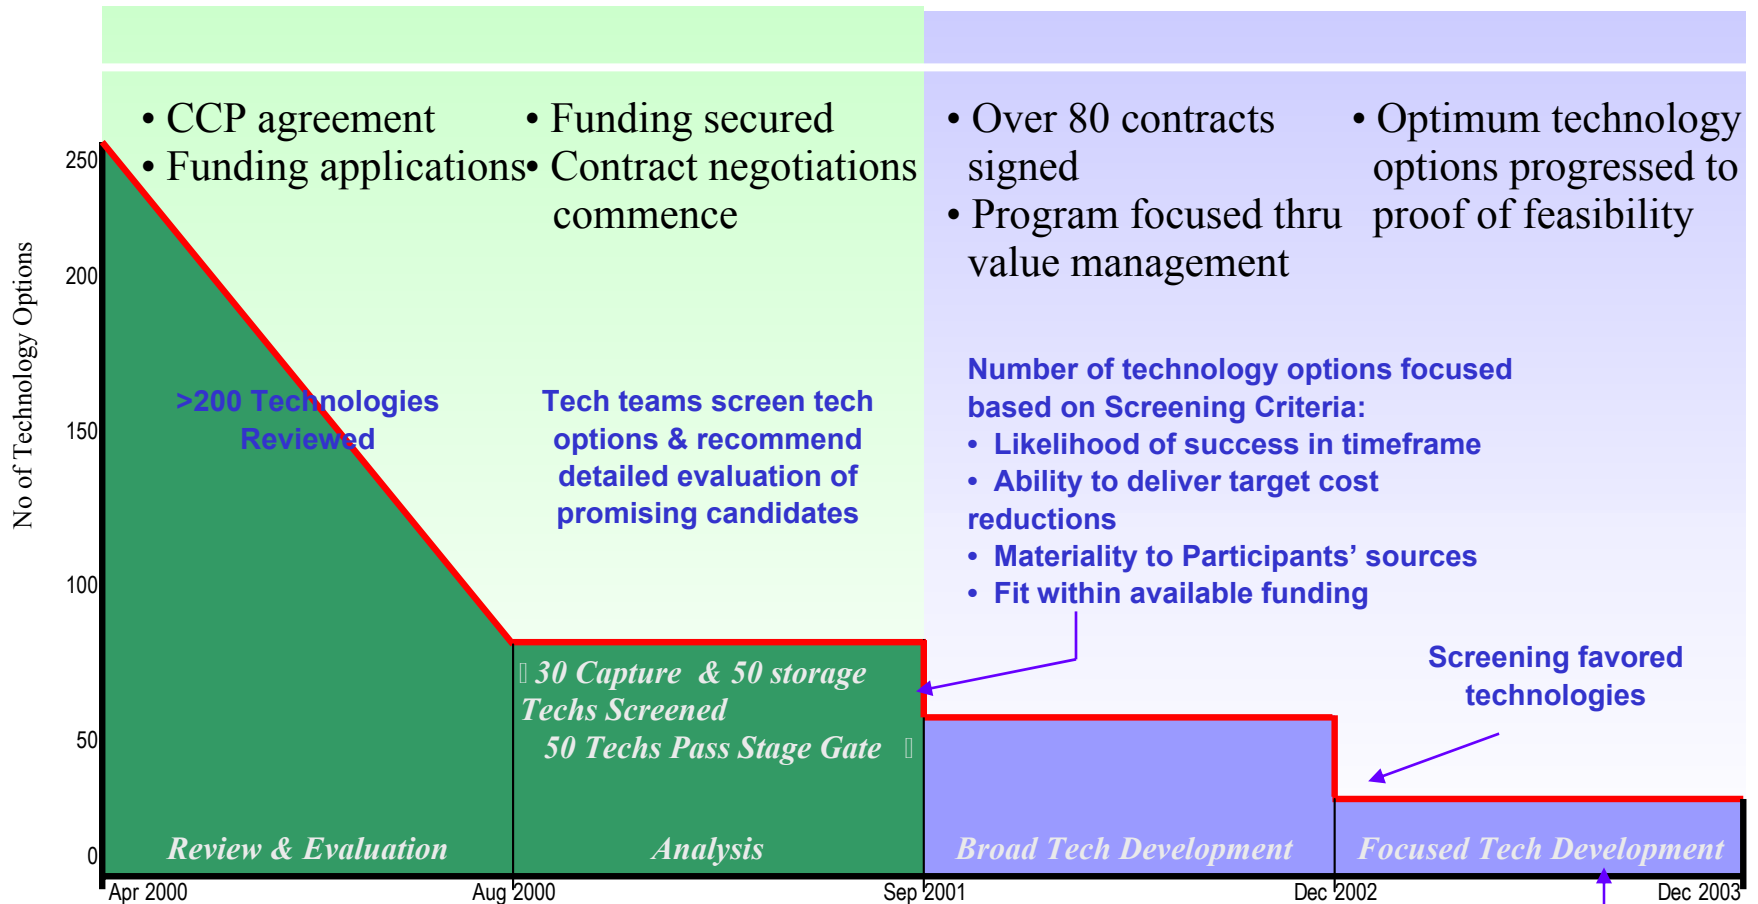 • CCP agreement
• Funding applications
• Funding secured
• Contract negotiations
commence
• Over 80 contracts
signed
• Program focused thru
value management
• Optimum technology
options progressed to
proof of feasibility
No of Technology Options
250
200
150
100
50
0
>200 Technologies
Reviewed
Tech teams screen tech
options & recommend
detailed evaluation of
promising candidates
Number of technology options focused
based on Screening Criteria:
• Likelihood of success in timeframe
• Ability to deliver target cost
reductions
• Materiality to Participants’ sources
• Fit within available funding
Screening favored
technologies
30 Capture & 50 storage
Techs Screened
50 Techs Pass Stage Gate
Review & Evaluation
Analysis
Broad Tech Development
Focused Tech Development
Apr 2000
Aug 2000
Sep 2001
Dec 2002
Dec 2003